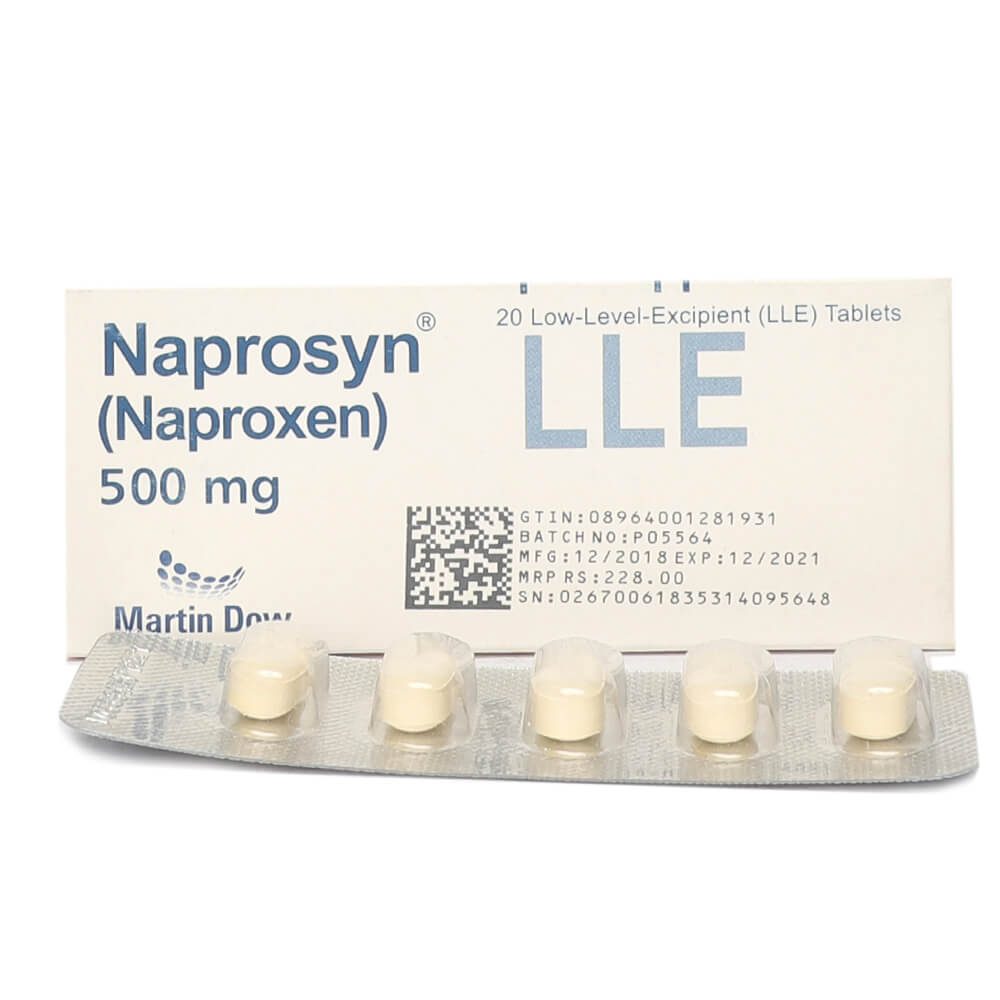 Naprosyn®
(Naproxen)
500 mg
Martin Dow
20 Low-Level-Excipient (LLE) Tablets
LLE
GTIN:08964001281931
BATCH NO:P05564
MFG:12/2018 EXP:12/2021
MRP RS:228.00
SN:02670061835314095648